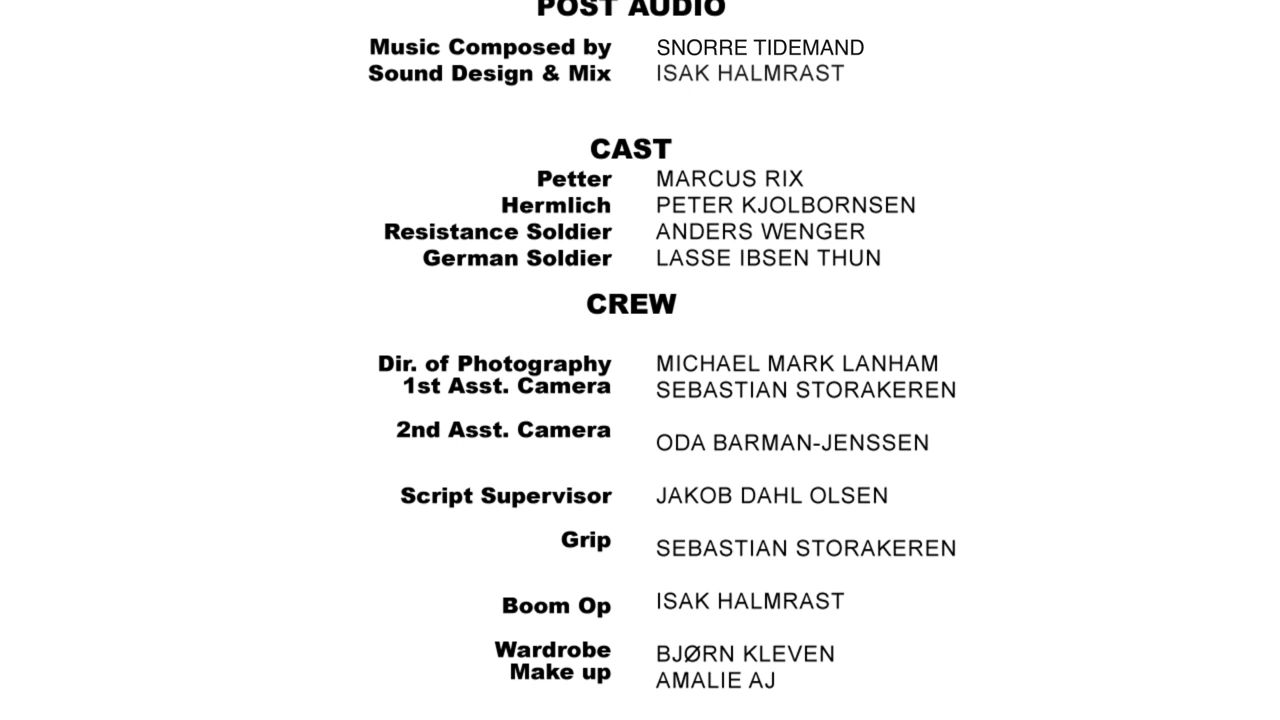 POST AUDIO
Music Composed by SNORRE TIDEMAND
Sound Design & Mix ISAK HALMRAST
CAST
Petter MARCUS RIX
Hermlich PETER KJOLBORNSEN
Resistance Soldier ANDERS WENGER
German Soldier LASSE IBSEN THUN
CREW
Dir. of Photography MICHAEL MARK LANHAM
1st Asst. Camera SEBASTIAN STORAKEREN
2nd Asst. Camera ODA BARMAN-JENSSEN
Script Supervisor JAKOB DAHL OLSEN
Grip SEBASTIAN STORAKEREN
Boom Op ISAK HALMRAST
Wardrobe BJØRN KLEVEN
Make up AMALIE AJ